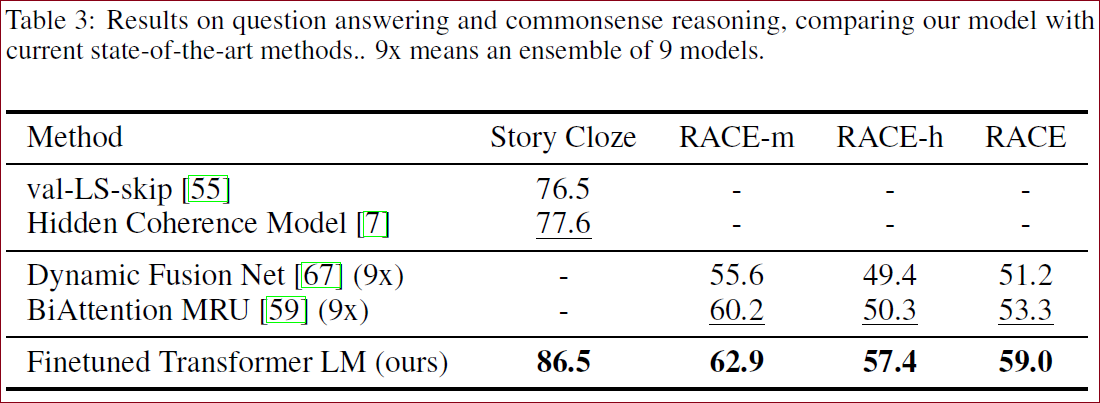 Table 3: Results on question answering and commonsense reasoning, comparing our model with
current state-of-the-art methods.. 9x means an ensemble of 9 models.
Method Story Cloze RACE-m RACE-h RACE
val-LS-skip [55] 76.5 - - -
Hidden Coherence Model [7] 77.6 - - -
Dynamic Fusion Net [67] (9x) - 55.6 49.4 51.2
BiAttention MRU [59] (9x) - 60.2 50.3 53.3
Finetuned Transformer LM (ours) 86.5 62.9 57.4 59.0